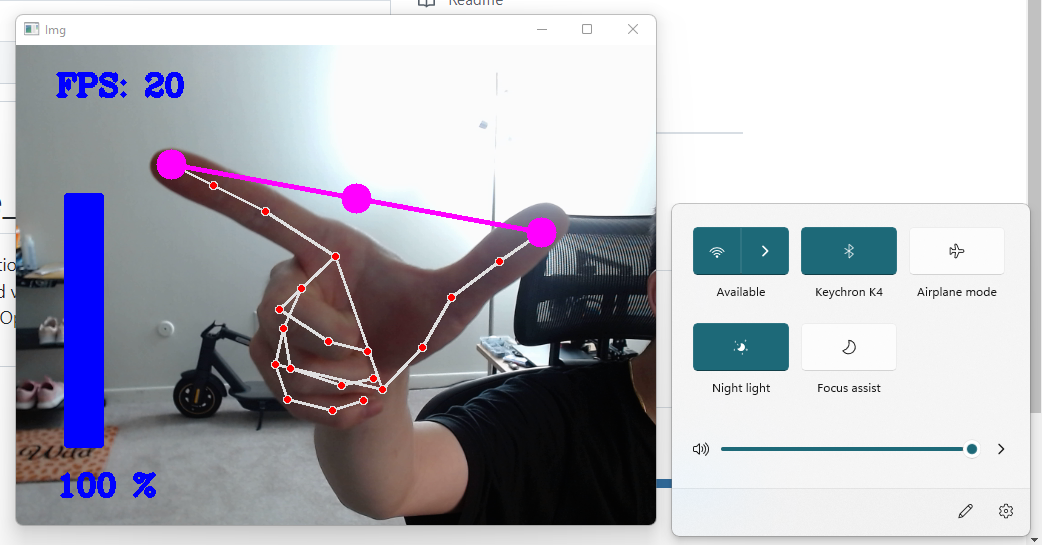 Readme
Img
FPS: 20
100 %
Available
Keychron K4
Airplane mode
Night light
Focus assist